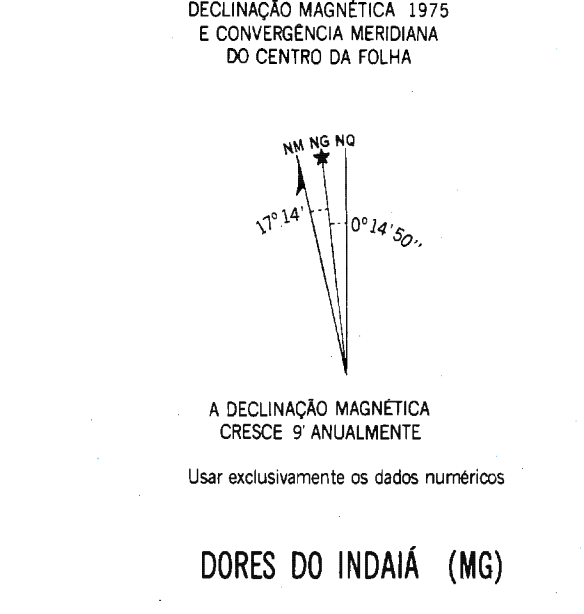 DECLINAÇÃO MAGNÉTICA 1975
E CONVERGÊNCIA MERIDIANA
DO CENTRO DA FOLHA
NM NG NQ
17° 14'
0° 14' 50"
A DECLINAÇÃO MAGNÉTICA
CRESCE 9' ANUALMENTE
Usar exclusivamente os dados numéricos
DORES DO INDAIÁ (MG)